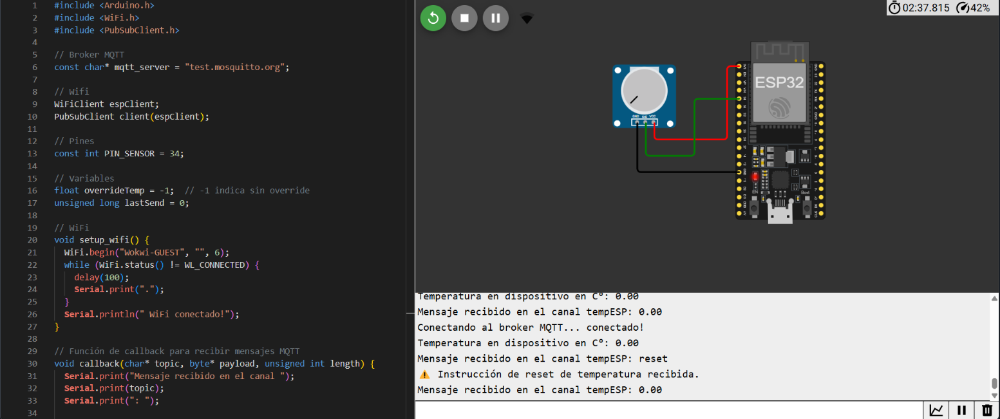 1 #include <Arduino.h>
2 #include <WiFi.h>
3 #include <PubSubClient.h>
4
5 // Broker MQTT
6 const char* mqtt_server = "test.mosquitto.org";
7
8 // Wifi
9 WiFiClient espClient;
10 PubSubClient client(espClient);
11
12 // Pines
13 const int PIN_SENSOR = 34;
14
15 // Variables
16 float overrideTemp = -1;  // -1 indica sin override
17 unsigned long lastSend = 0;
18
19 // WiFi
20 void setup_wifi() {
21   WiFi.begin("Wokwi-GUEST", "", 6);
22   while (WiFi.status() != WL_CONNECTED) {
23     delay(100);
24     Serial.print(".");
25   }
26   Serial.println(" WiFi conectado!");
27 }
28
29 // Función de callback para recibir mensajes MQTT
30 void callback(char* topic, byte* payload, unsigned int length) {
31   Serial.print("Mensaje recibido en el canal ");
32   Serial.print(topic);
33   Serial.print(": ");
34
02:37.815 42%
ESP32
GND SIG VCC
EN
Boot
Temperatura en dispositivo en C°: 0.00
Mensaje recibido en el canal tempESP: 0.00
Conectando al broker MQTT... conectado!
Temperatura en dispositivo en C°: 0.00
Mensaje recibido en el canal tempESP: reset
⚠ Instrucción de reset de temperatura recibida.
Mensaje recibido en el canal tempESP: 0.00